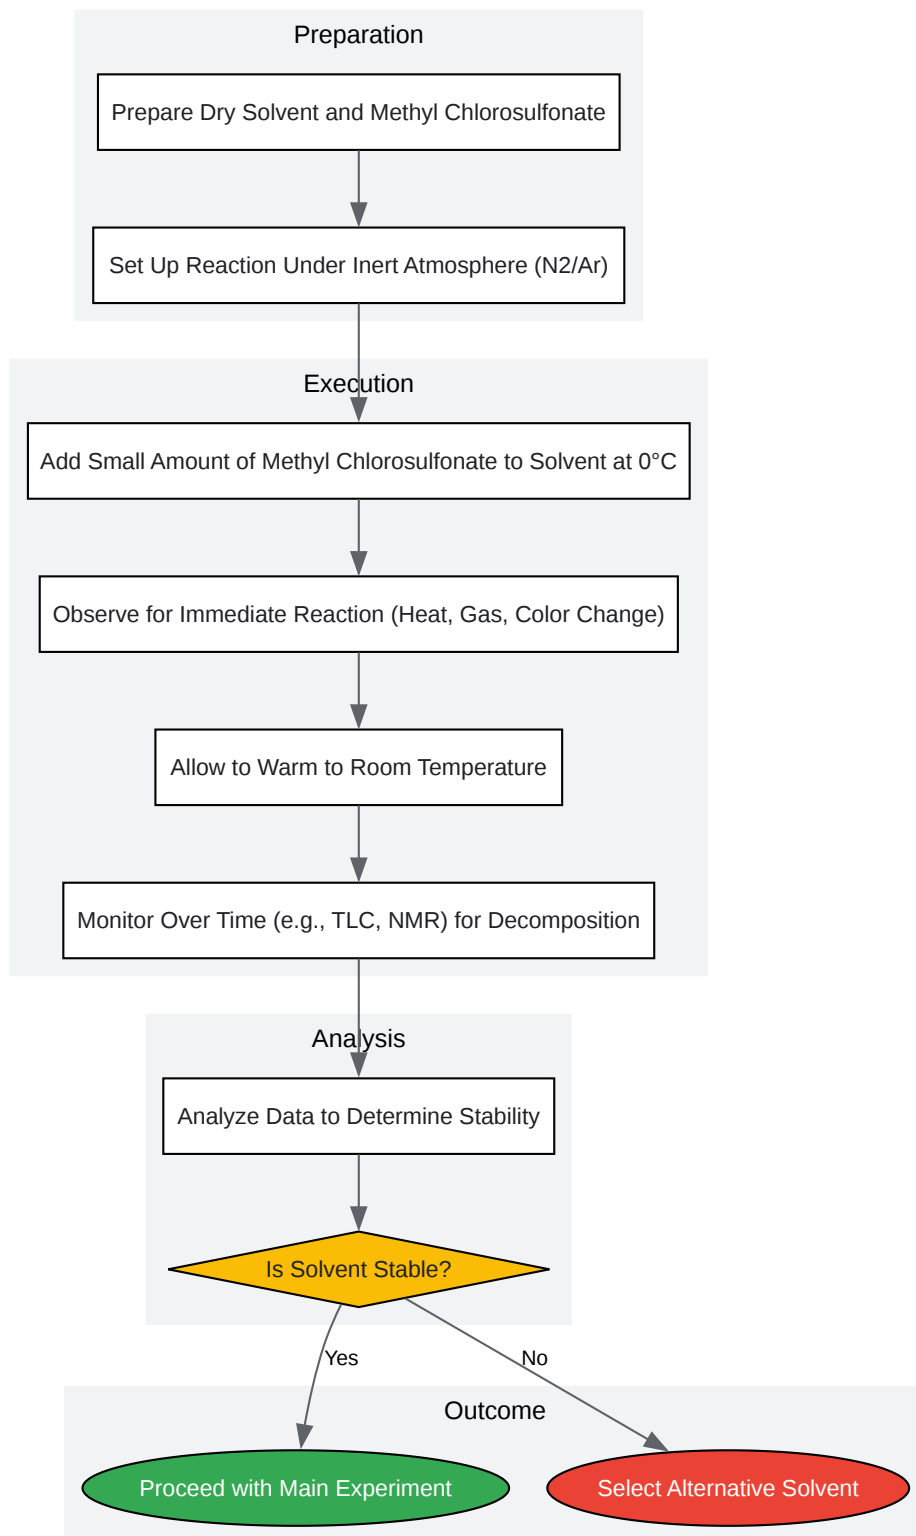 Preparation
Prepare Dry Solvent and Methyl Chlorosulfonate
Set Up Reaction Under Inert Atmosphere (N2/Ar)
Execution
Add Small Amount of Methyl Chlorosulfonate to Solvent at 0°C
Observe for Immediate Reaction (Heat, Gas, Color Change)
Allow to Warm to Room Temperature
Monitor Over Time (e.g., TLC, NMR) for Decomposition
Analysis
Analyze Data to Determine Stability
Is Solvent Stable?
Yes
No
Outcome
Proceed with Main Experiment
Select Alternative Solvent